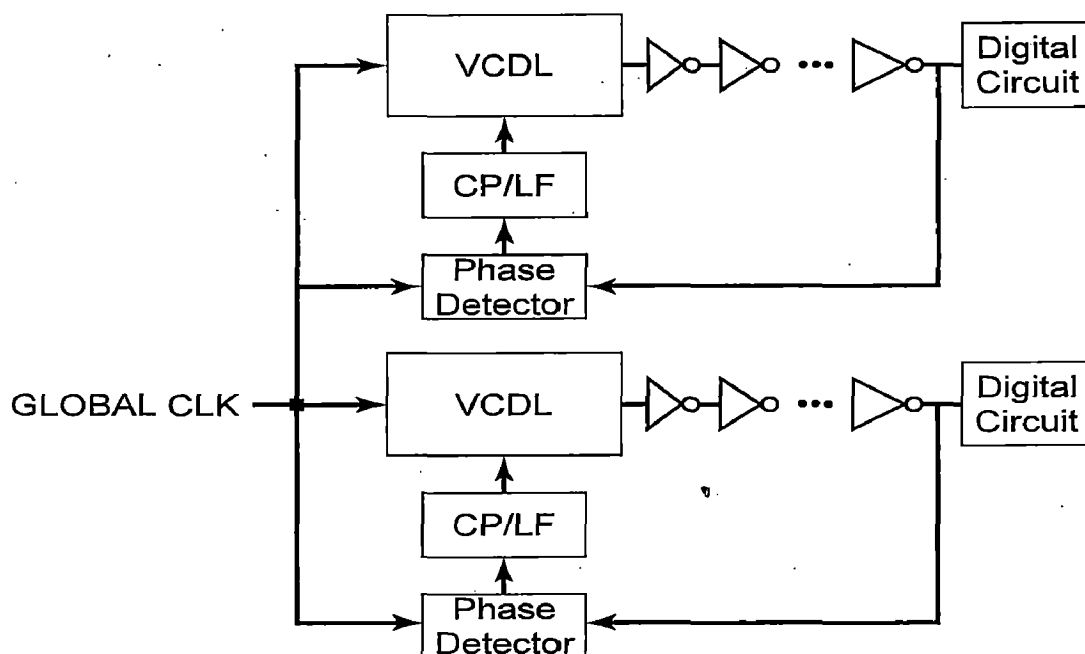 VCDL
Digital
Circuit
CP/LF
Phase
Detector
GLOBAL CLK
VCDL
Digital
Circuit
CP/LF
Phase
Detector